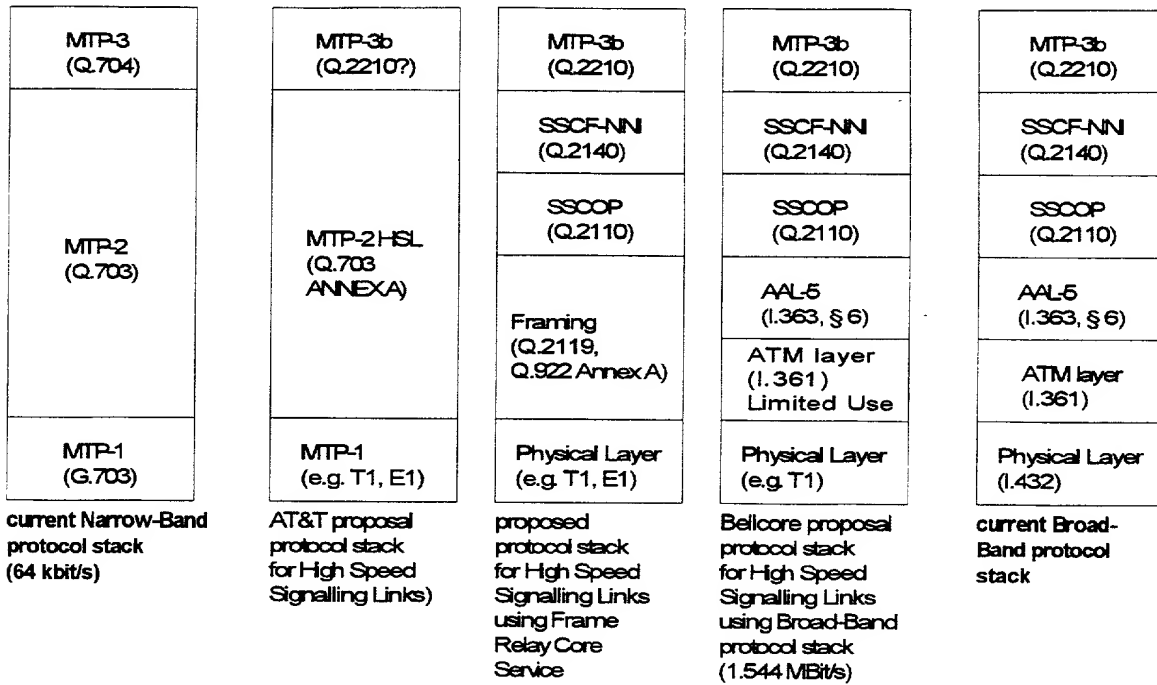 MTP-3
(Q.704)
MTP-2
(Q.703)
MTP-1
(G.703)
current Narrow-Band
protocol stack
(64 kbit/s)
MTP-3b
(Q.2210?)
MTP-2 HSL
(Q.703
ANNEX A)
MTP-1
(e.g. T1, E1)
AT&T proposal
protocol stack
for High Speed
Signalling Links)
MTP-3b
(Q.2210)
SSCF-NNI
(Q.2140)
SSCOP
(Q.2110)
Framing
(Q.2119,
Q.922 Annex A)
Physical Layer
(e.g. T1, E1)
proposed
protocol stack
for High Speed
Signalling Links
using Frame
Relay Core
Service
MTP-3b
(Q.2210)
SSCF-NNI
(Q.2140)
SSCOP
(Q.2110)
AAL-5
(I.363, § 6)
ATM layer
(I.361)
Limited Use
Physical Layer
(e.g. T1)
Bellcore proposal
protocol stack
for High Speed
Signalling Links
using Broad-Band
protocol stack
(1.544 MBit/s)
MTP-3b
(Q.2210)
SSCF-NNI
(Q.2140)
SSCOP
(Q.2110)
AAL-5
(I.363, § 6)
ATM layer
(I.361)
Physical Layer
(I.432)
current Broad-
Band protocol
stack